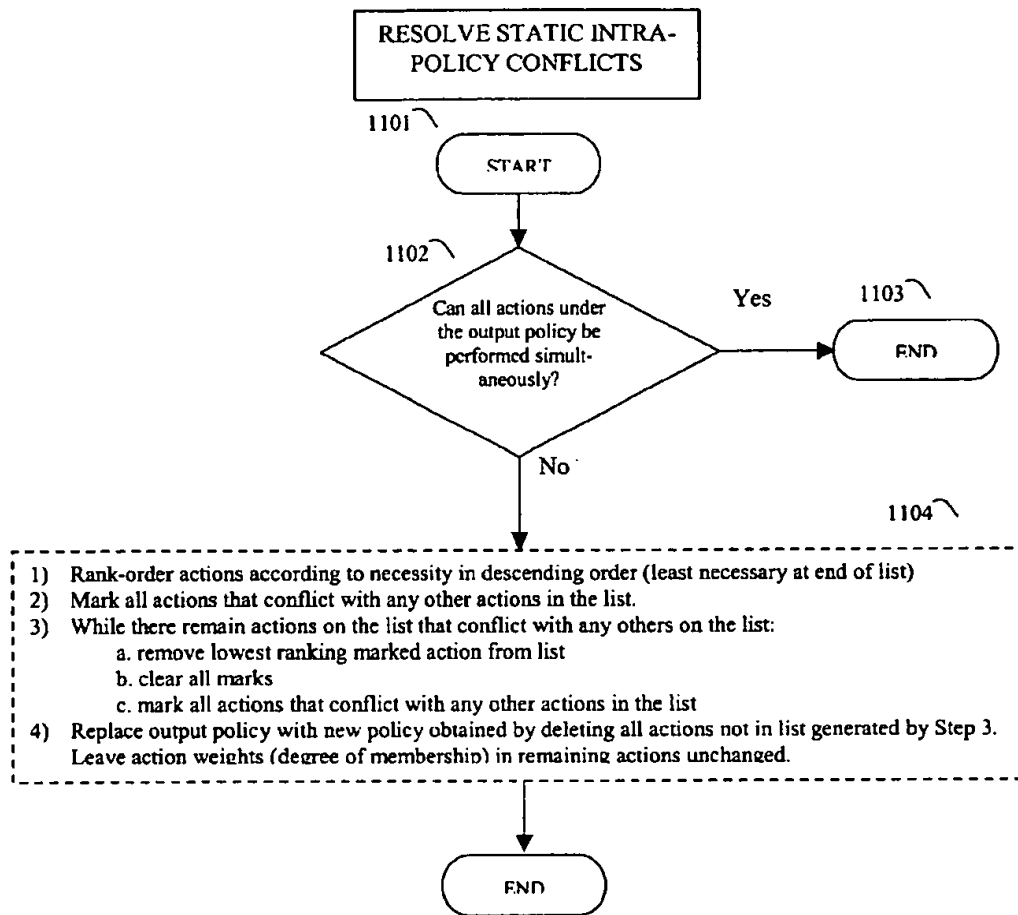 RESOLVE STATIC INTRA-
POLICY CONFLICTS
1101
START
1102
Can all actions under
the output policy be
performed simult-
aneously?
Yes
1103
END
No
1104
1) Rank-order actions according to necessity in descending order (least necessary at end of list)
2) Mark all actions that conflict with any other actions in the list.
3) While there remain actions on the list that conflict with any others on the list:
a. remove lowest ranking marked action from list
b. clear all marks
c. mark all actions that conflict with any other actions in the list
4) Replace output policy with new policy obtained by deleting all actions not in list generated by Step 3.
Leave action weights (degree of membership) in remaining actions unchanged.
END